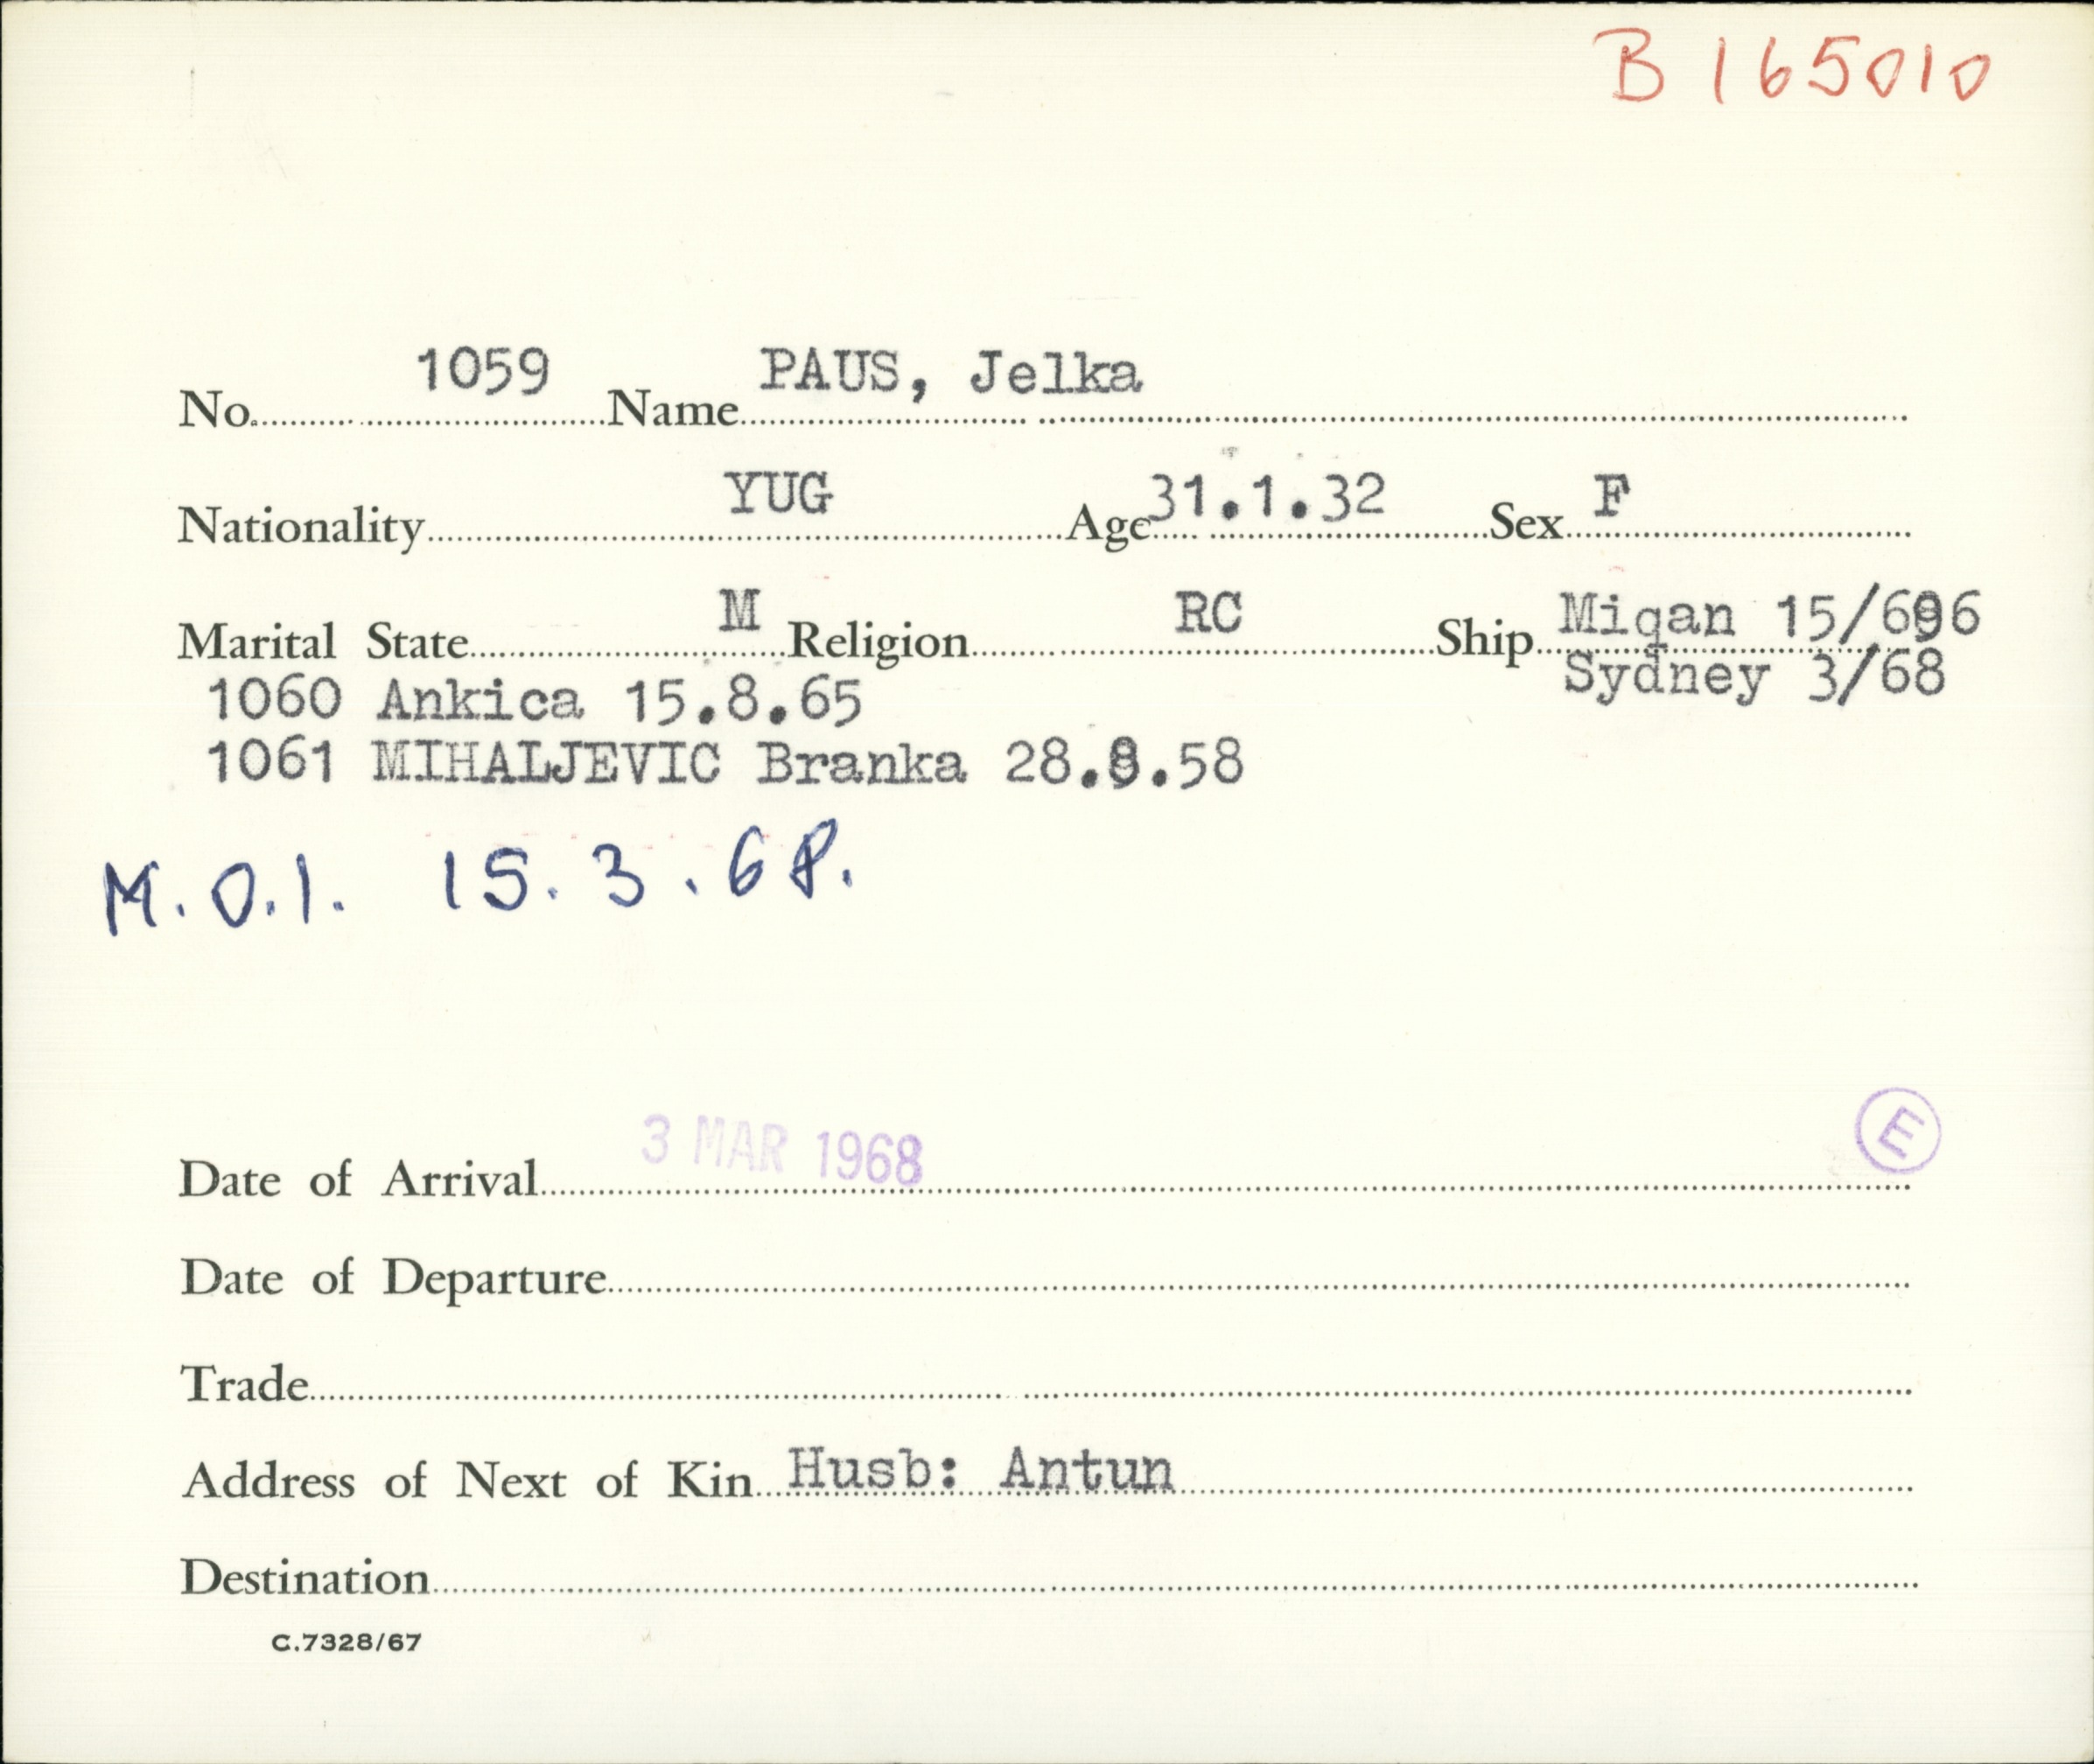 B 165010
No. 1059 Name PAUS, Jelka
Nationality YUG Age 31.1.32 Sex F
Marital State M Religion RC Ship Miqan 15/696
Sydney 3/68
1060 Ankica 15.8.65
1061 MIHALJEVIC Branka 28.8.58
M.O.I. 15.3.68.
E
Date of Arrival 3 MAR 1968
Date of Departure
Trade
Address of Next of Kin Husb: Antun
Destination
C.7328/67